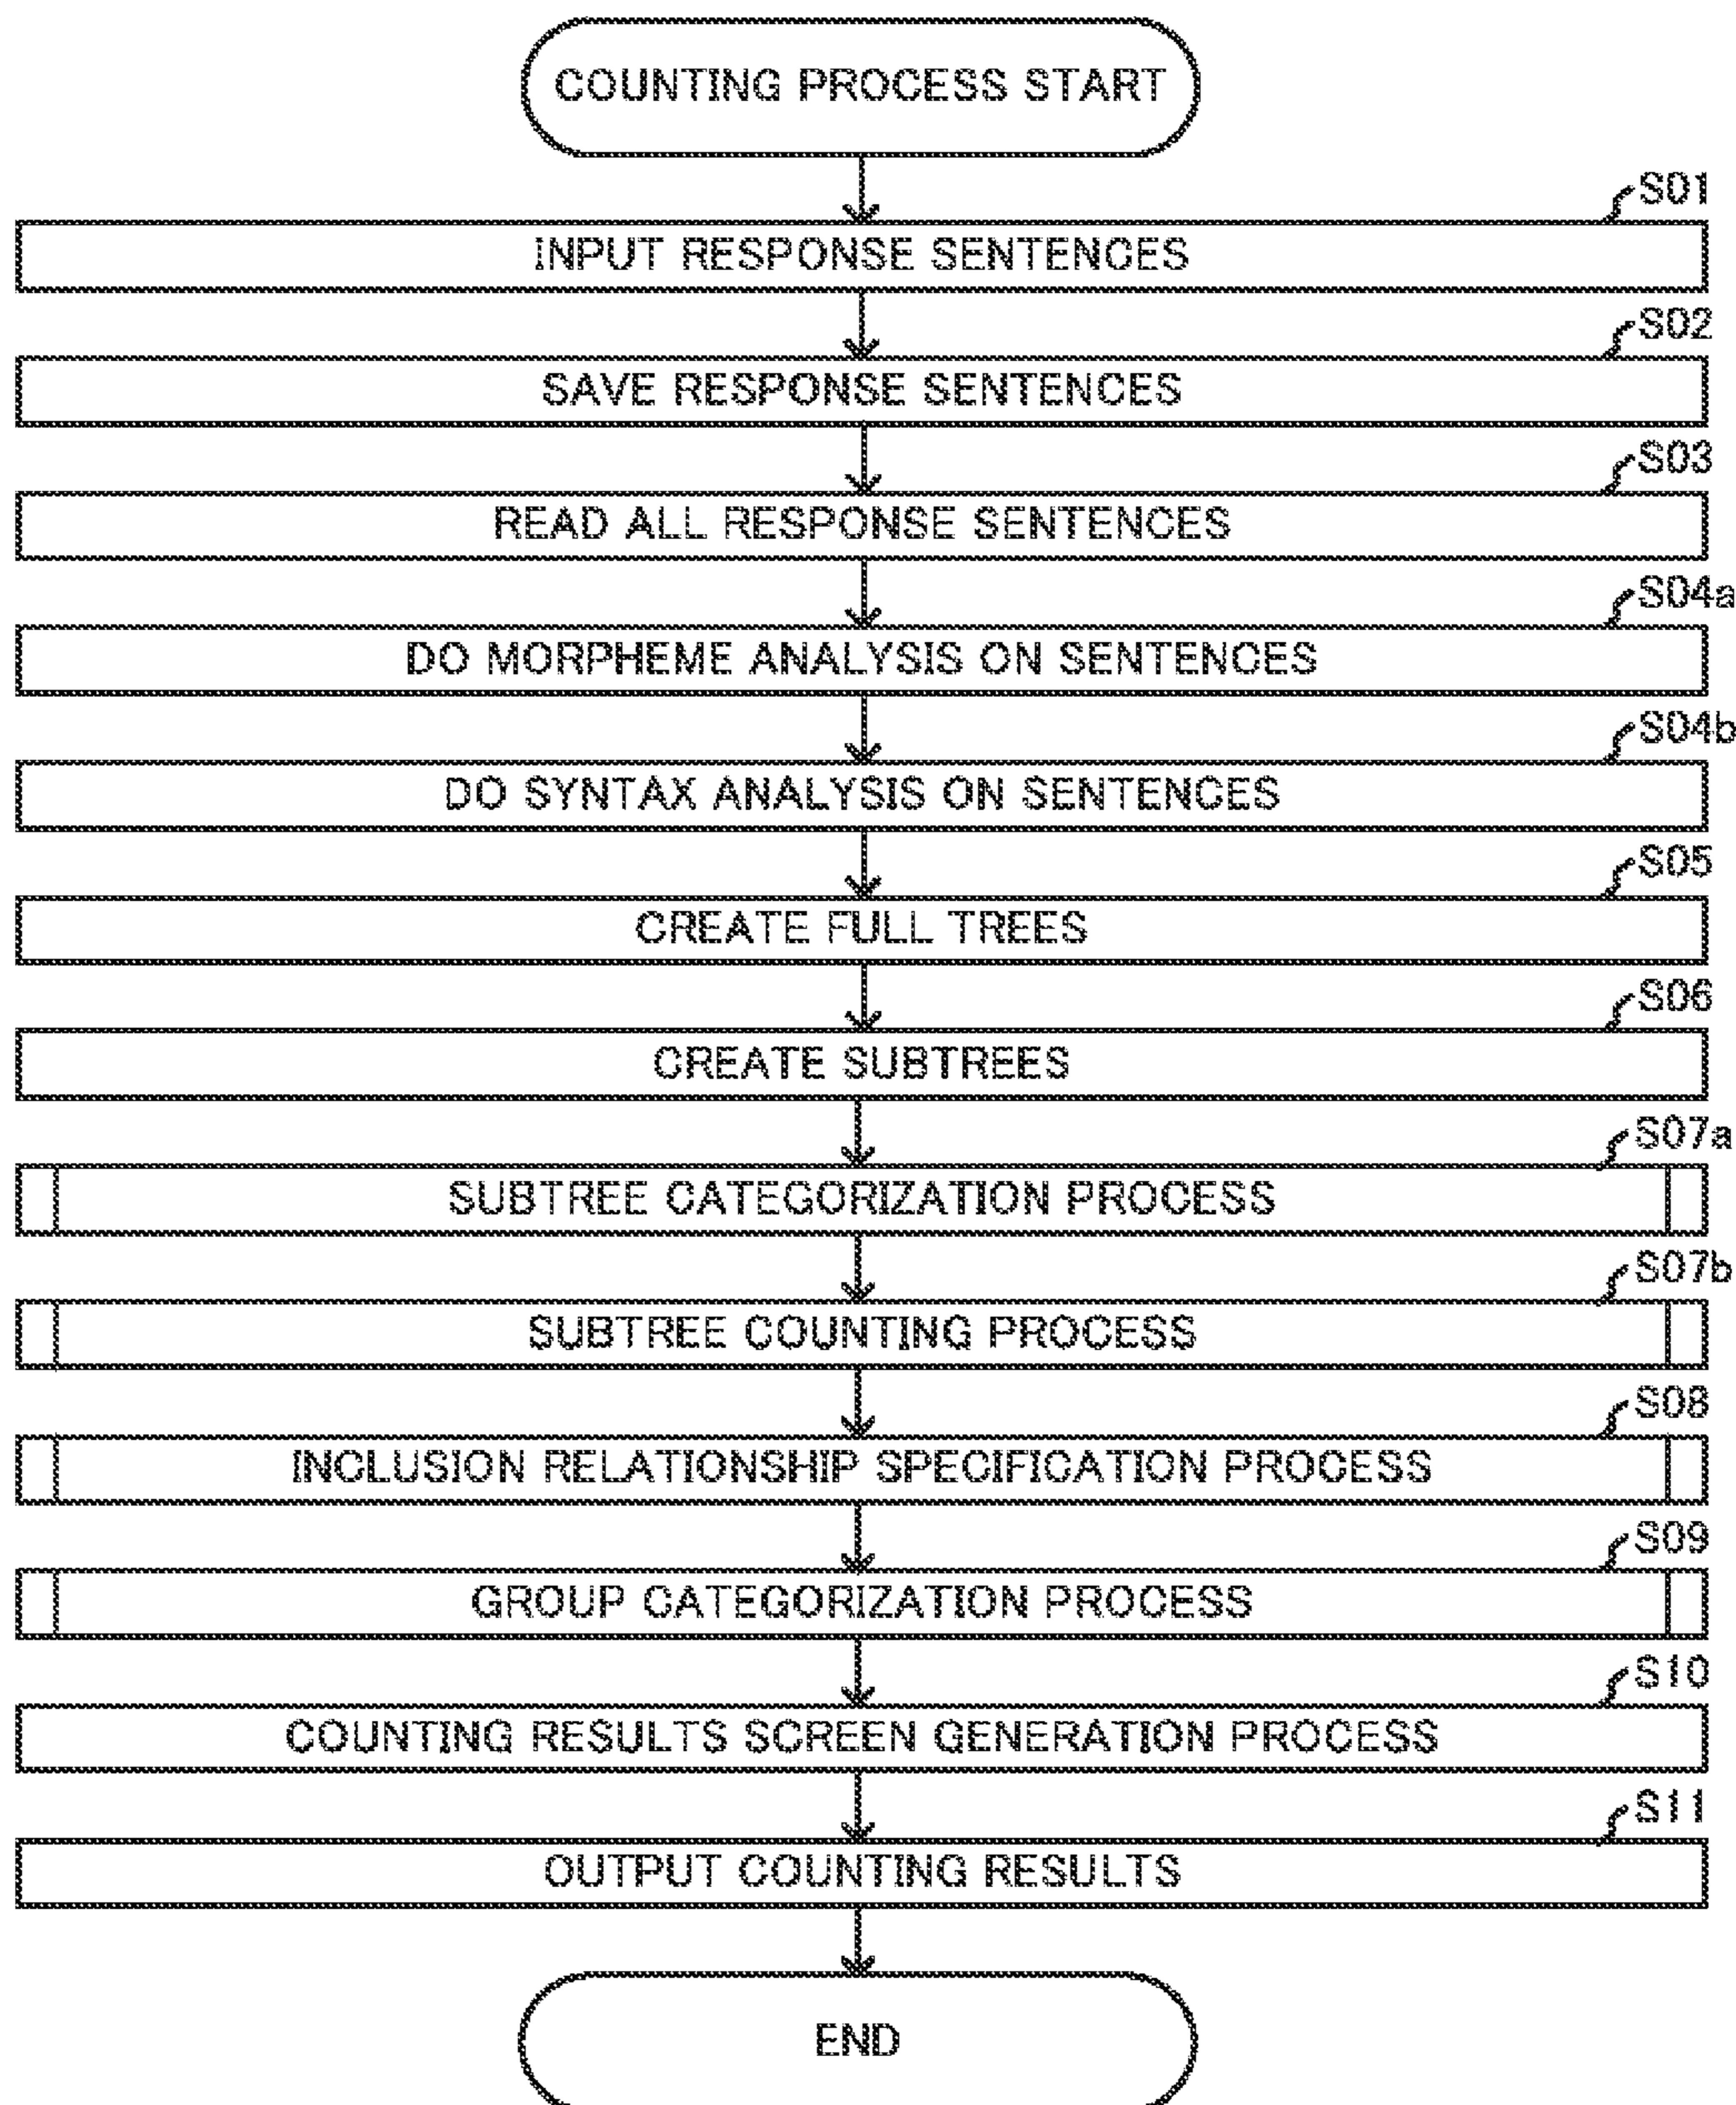 COUNTING PROCESS START
S01
INPUT RESPONSE SENTENCES
S02
SAVE RESPONSE SENTENCES
S03
READ ALL RESPONSE SENTENCES
S04a
DO MORPHEME ANALYSIS ON SENTENCES
S04b
DO SYNTAX ANALYSIS ON SENTENCES
S05
CREATE FULL TREES
S06
CREATE SUBTREES
S07a
SUBTREE CATEGORIZATION PROCESS
S07b
SUBTREE COUNTING PROCESS
S08
INCLUSION RELATIONSHIP SPECIFICATION PROCESS
S09
GROUP CATEGORIZATION PROCESS
S10
COUNTING RESULTS SCREEN GENERATION PROCESS
S11
OUTPUT COUNTING RESULTS
END